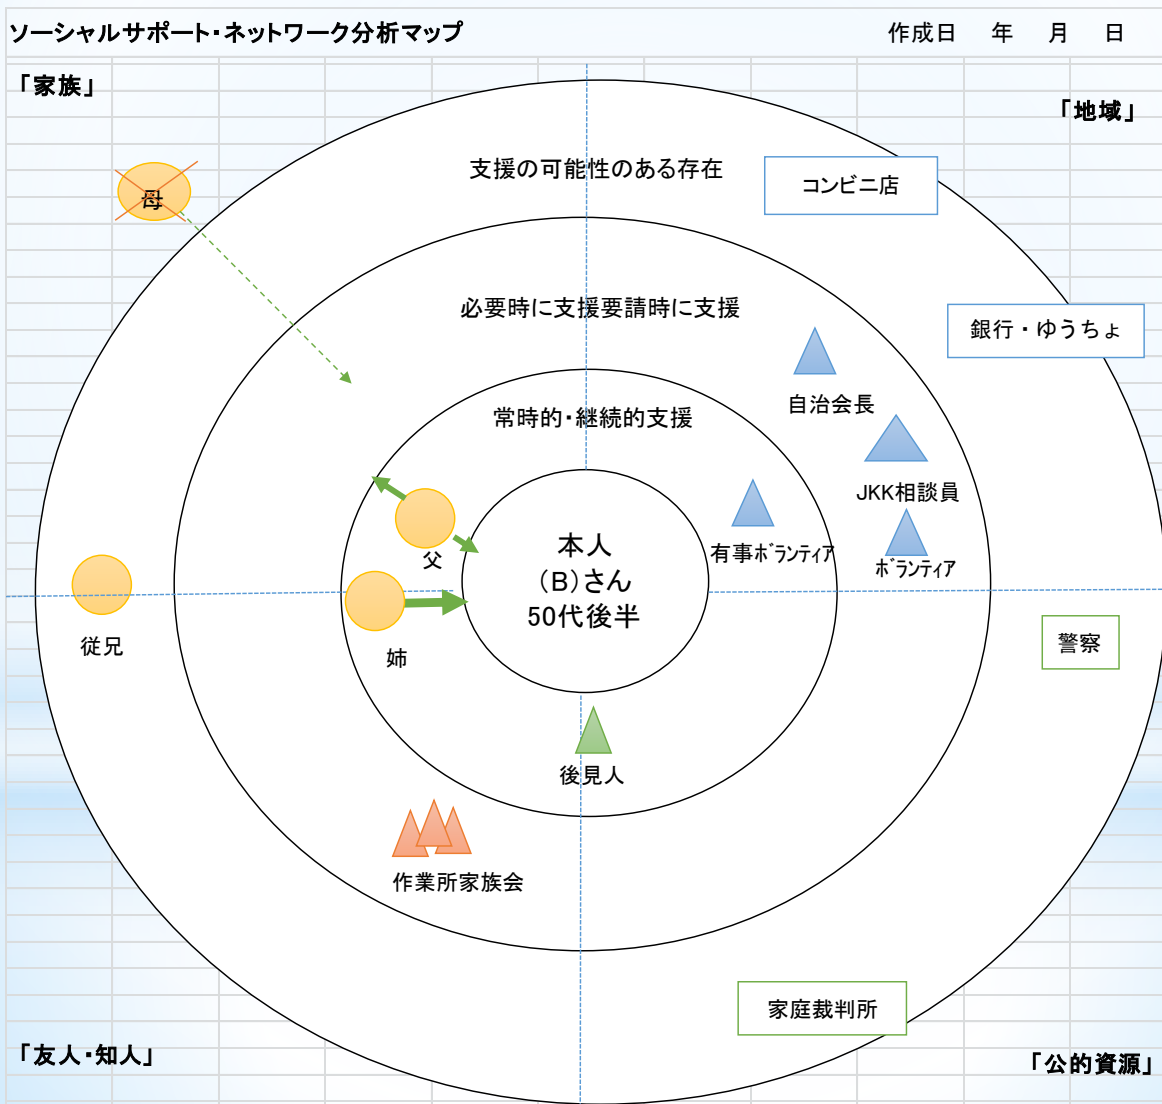 ソーシャルサポート・ネットワーク分析マップ
作成日 年 月 日
「家族」
「地域」
支援の可能性のある存在
コンビニ店
母
必要時に支援要請時に支援
銀行・ゆうちょ
自治会長
常時的・継続的支援
JKK相談員
有事ボランティア
ボランティア
父
本人
(B)さん
50代後半
従兄
姉
警察
後見人
作業所家族会
家庭裁判所
「友人・知人」
「公的資源」